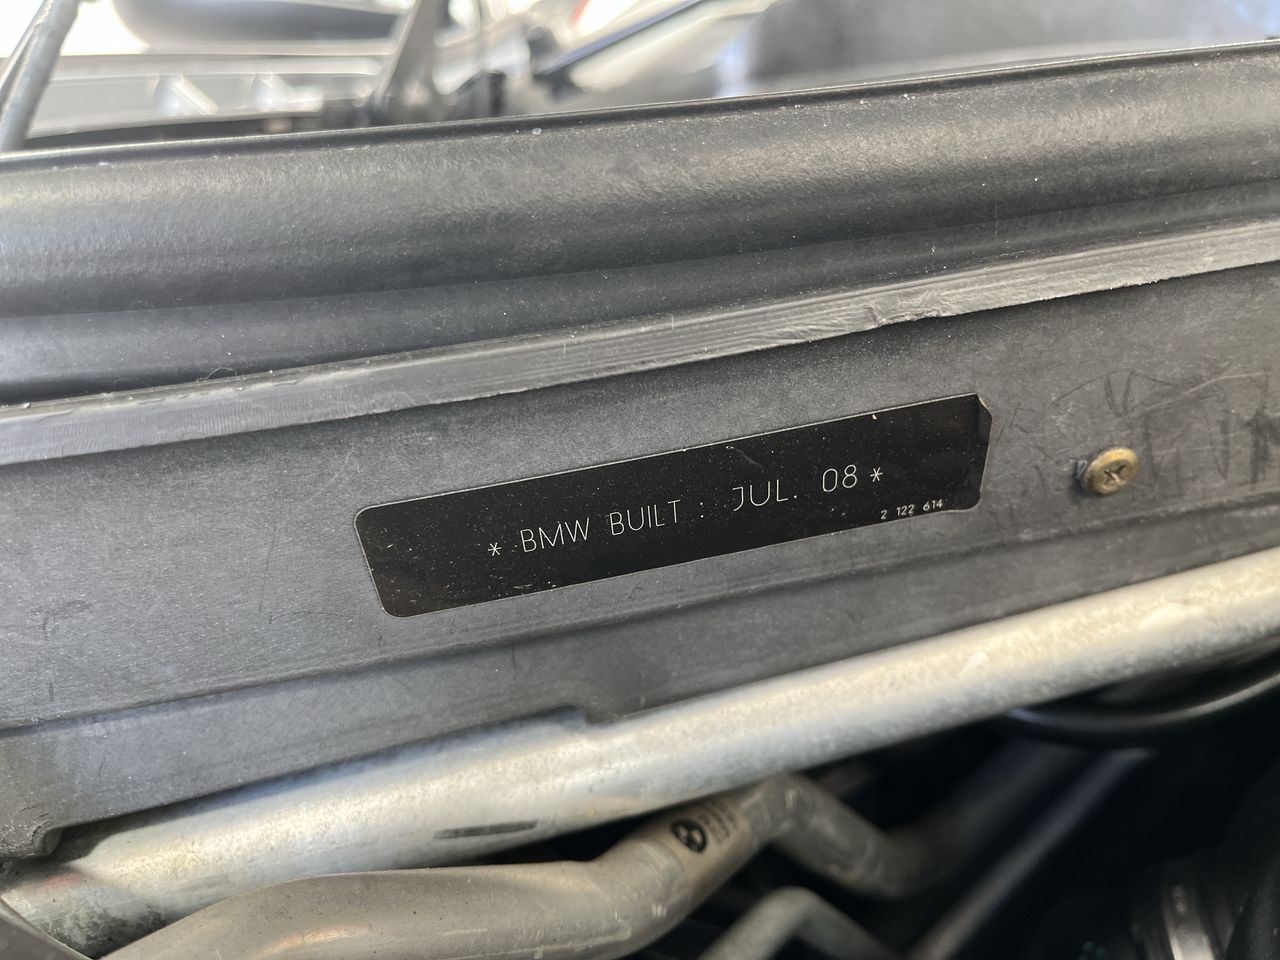 * BMW BUILT : JUL. 08 *
2 122 614